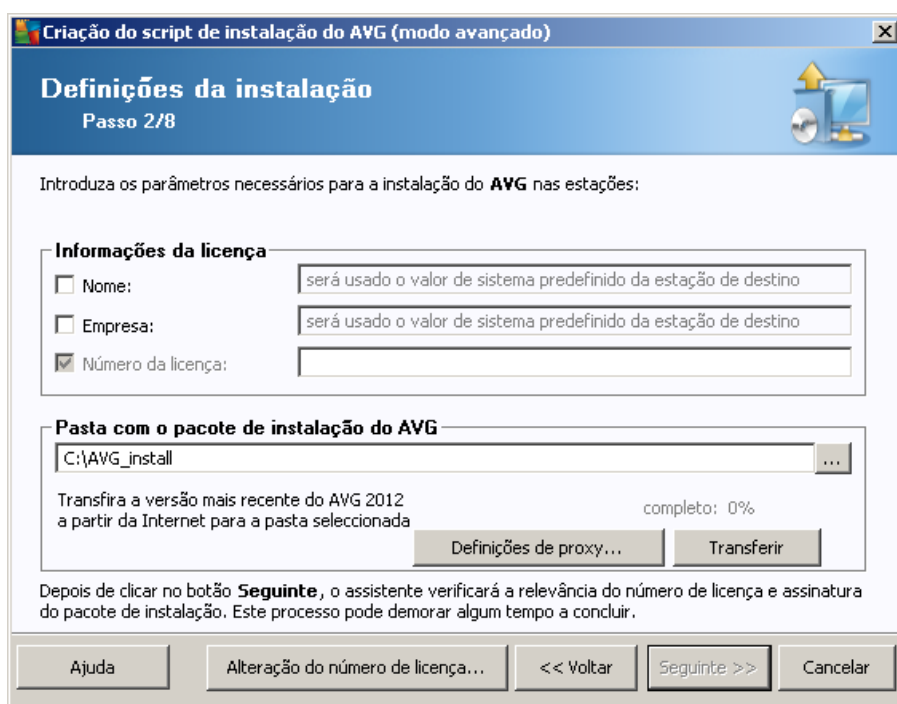 Criação do script de instalação do AVG (modo avançado)
Definições da instalação
Passo 2/8
Introduza os parâmetros necessários para a instalação do AVG nas estações:
Informações da licença
Nome:
será usado o valor de sistema predefinido da estação de destino
Empresa:
será usado o valor de sistema predefinido da estação de destino
Número da licença:
Pasta com o pacote de instalação do AVG
C:\AVG_install
...
Transfira a versão mais recente do AVG 2012
a partir da Internet para a pasta seleccionada
completo: 0%
Definições de proxy...
Transferir
Depois de clicar no botão Seguinte, o assistente verificará a relevância do número de licença e assinatura
do pacote de instalação. Este processo pode demorar algum tempo a concluir.
Ajuda
Alteração do número de licença...
<< Voltar
Seguinte >>
Cancelar